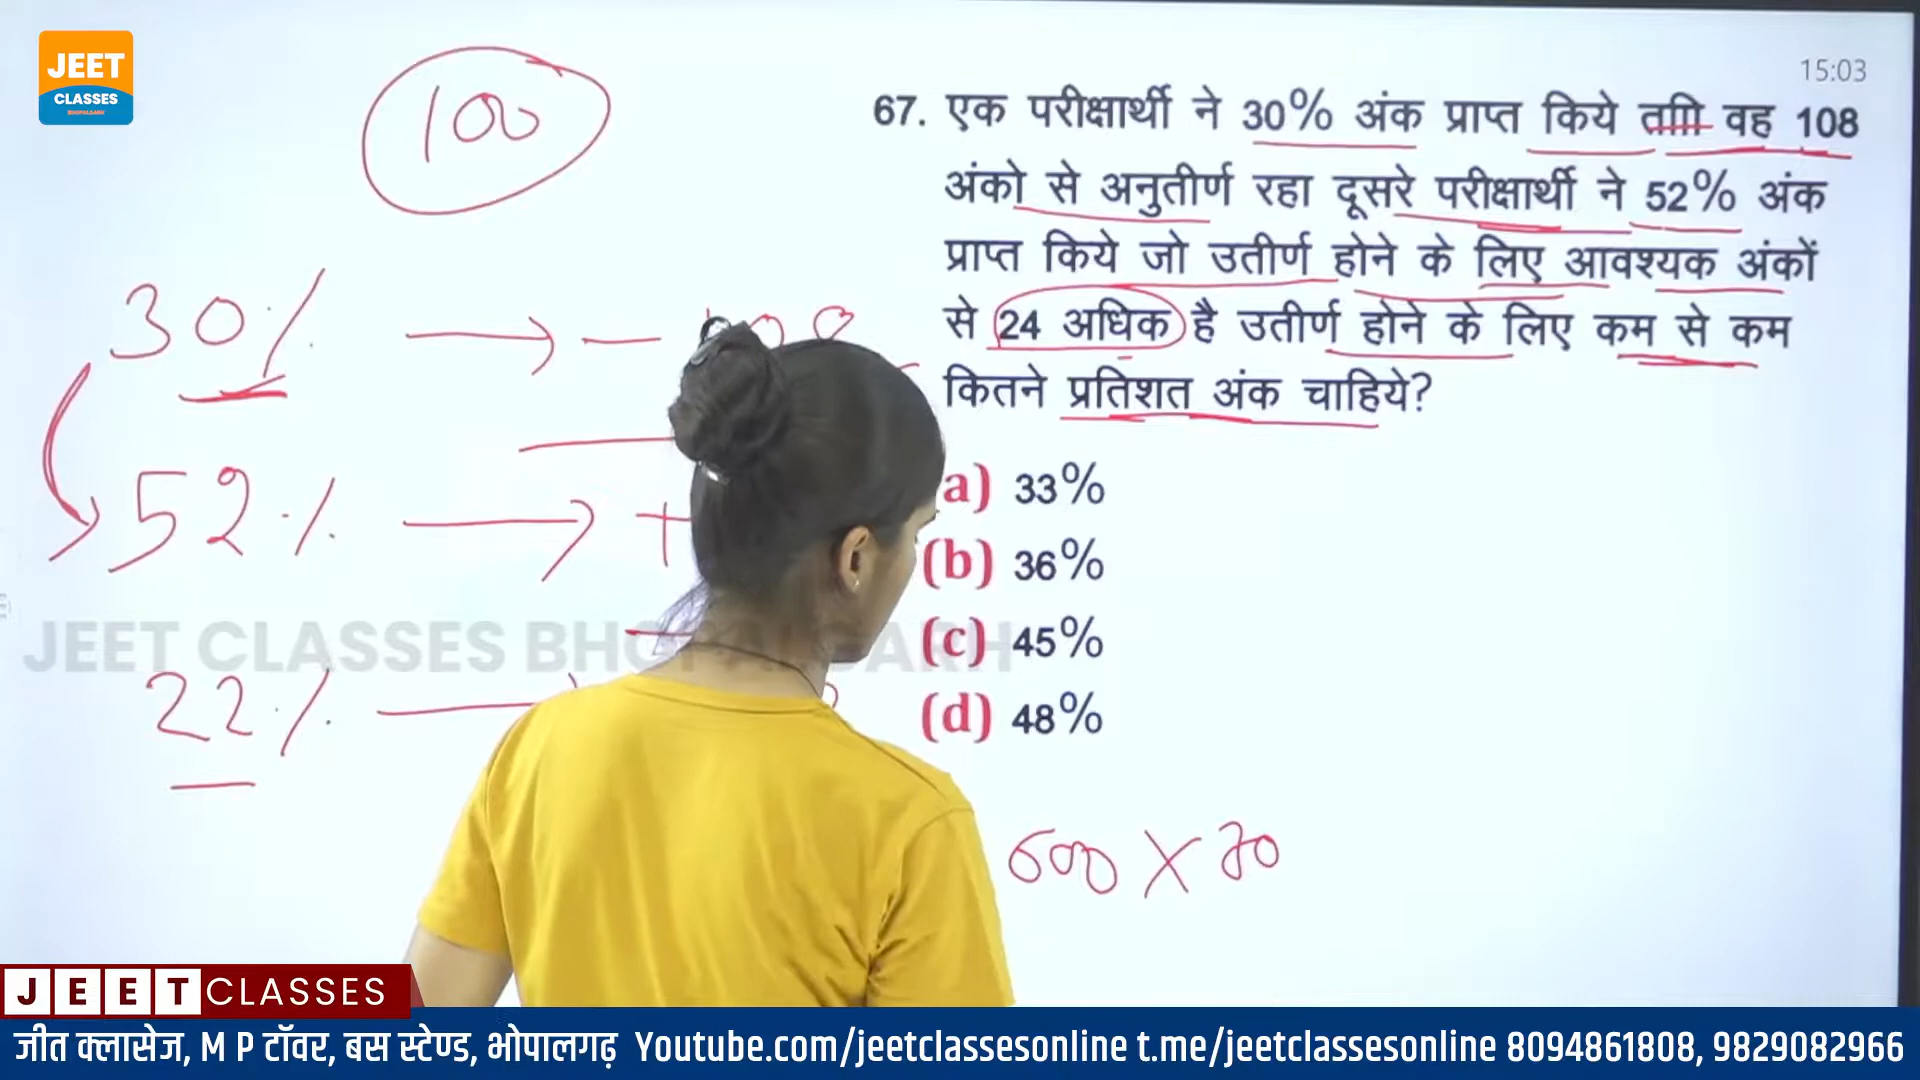 JEET
CLASSES
BHOPALGARH
15:03
100
67. एक परीक्षार्थी ने 30% अंक प्राप्त किये ताि वह 108
अंको से अनुतीर्ण रहा दूसरे परीक्षार्थी ने 52% अंक
प्राप्त किये जो उतीर्ण होने के लिए आवश्यक अंकों
से 24 अधिक है उतीर्ण होने के लिए कम से कम
कितने प्रतिशत अंक चाहिये?
30%
52%
22%
a) 33%
(b) 36%
(c) 45%
(d) 48%
600 X 30
JEET CLASSES
JEET CLASSES
जीत क्लासेज, M P टॉवर, बस स्टेण्ड, भोपालगढ़ Youtube.com/jeetclassesonline t.me/jeetclassesonline 8094861808, 9829082966